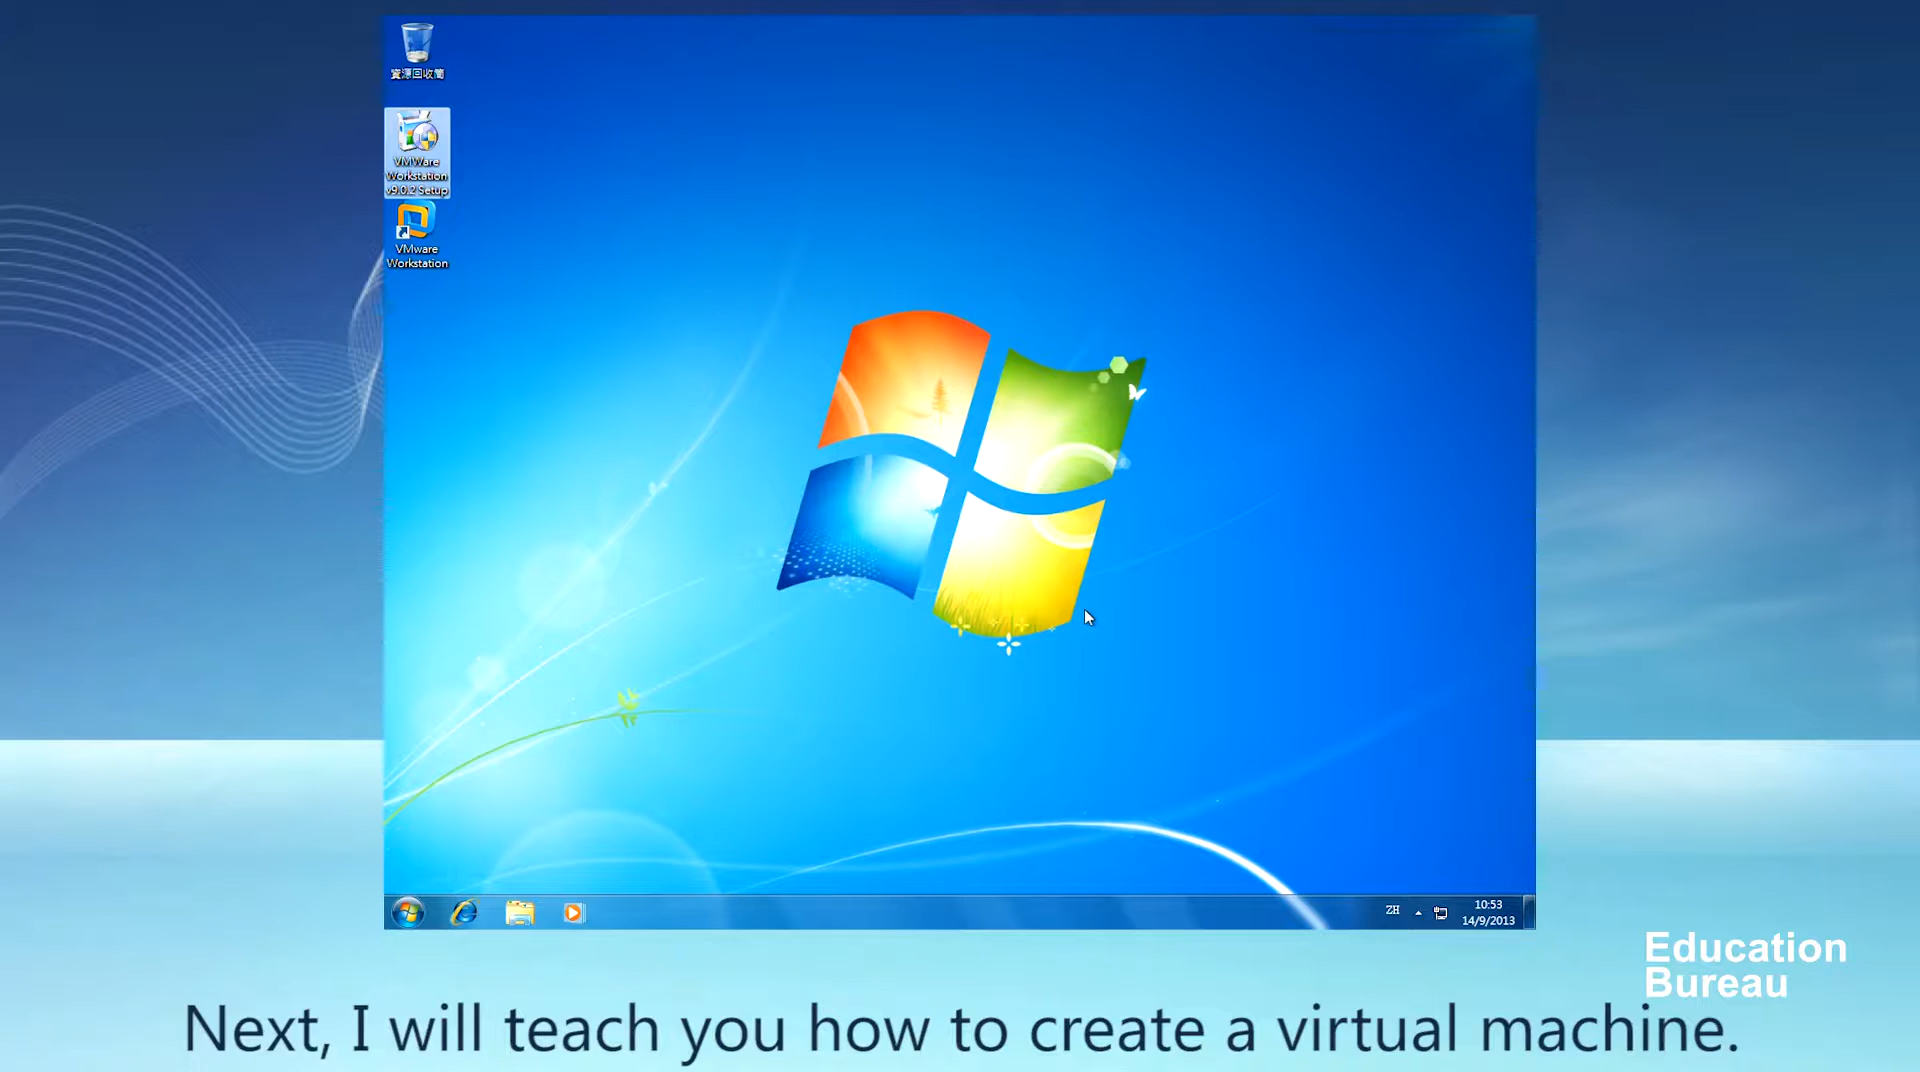 資源回收筒
VMWare
Workstation
v9.0.2 Setup
VMware
Workstation
ZH
10:53
14/9/2013
Education
Bureau
Next, I will teach you how to create a virtual machine.